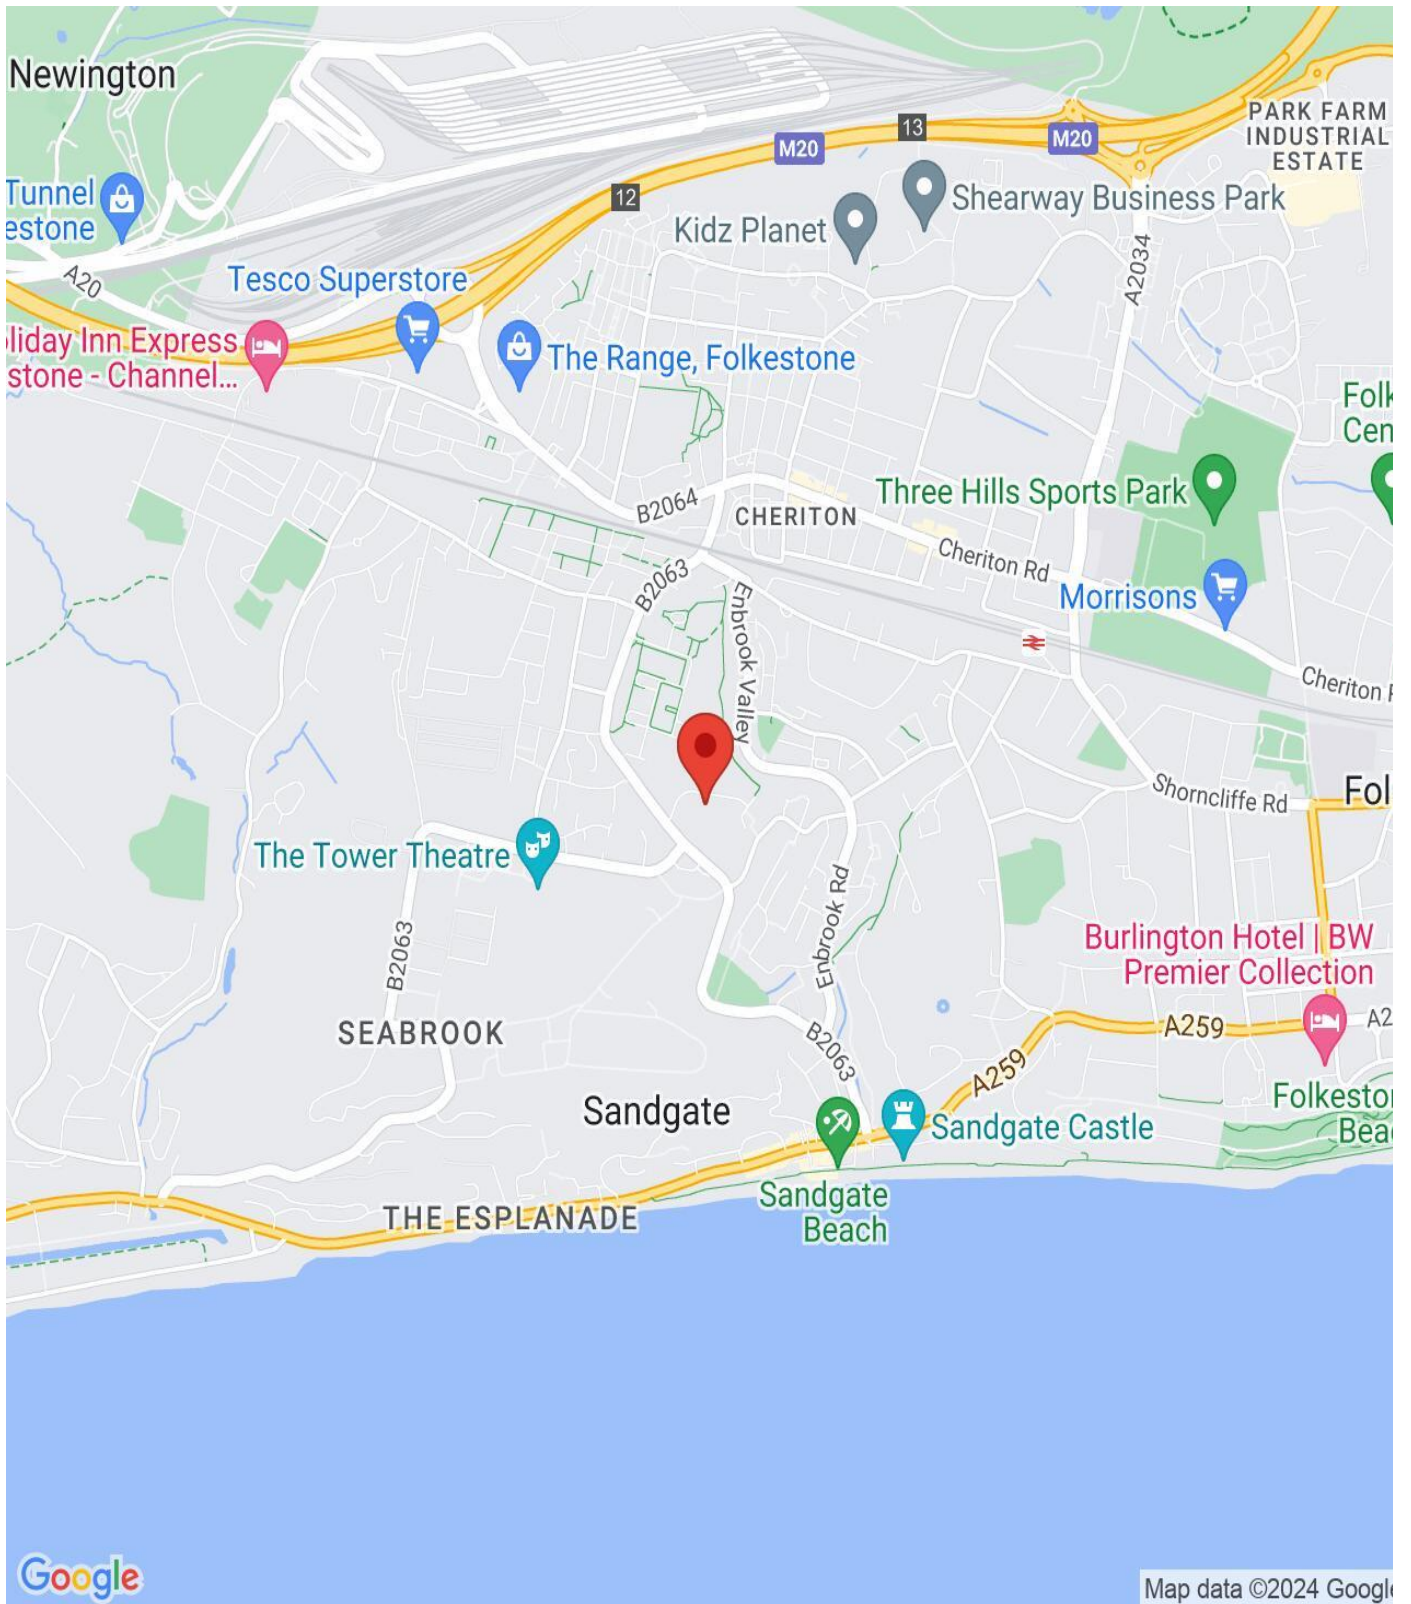 Newington
PARK FARM
INDUSTRIAL
ESTATE
13
M20
M20
12
Tunnel
estone
Shearway Business Park
Kidz Planet
A2034
A20
Tesco Superstore
liday Inn Express
stone - Channel...
The Range, Folkestone
Folk
Cen
Three Hills Sports Park
B2064
CHERITON
Cheriton Rd
B2063
Enbrook Valley
Morrisons
Cheriton R
Shorncliffe Rd
Fol
The Tower Theatre
Enbrook Rd
B2063
Burlington Hotel | BW
Premier Collection
SEABROOK
A259
A2
B2063
A259
Sandgate
Folkeston
Bea
Sandgate Castle
Sandgate
Beach
THE ESPLANADE
Google
Map data ©2024 Google